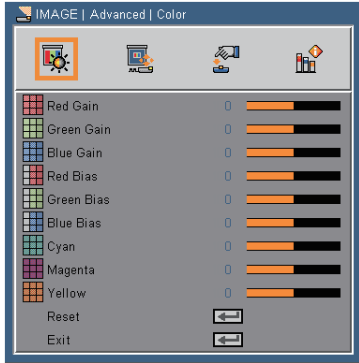 IMAGE | Advanced | Color
Red Gain 0
Green Gain 0
Blue Gain 0
Red Bias 0
Green Bias 0
Blue Bias 0
Cyan 0
Magenta 0
Yellow 0
Reset
Exit